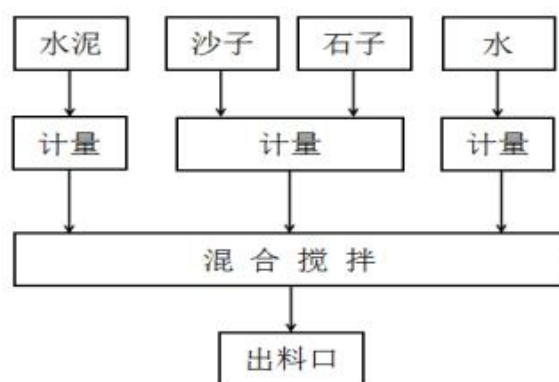 水泥 沙子 石子 水
计量 计量 计量
混合搅拌
出料口